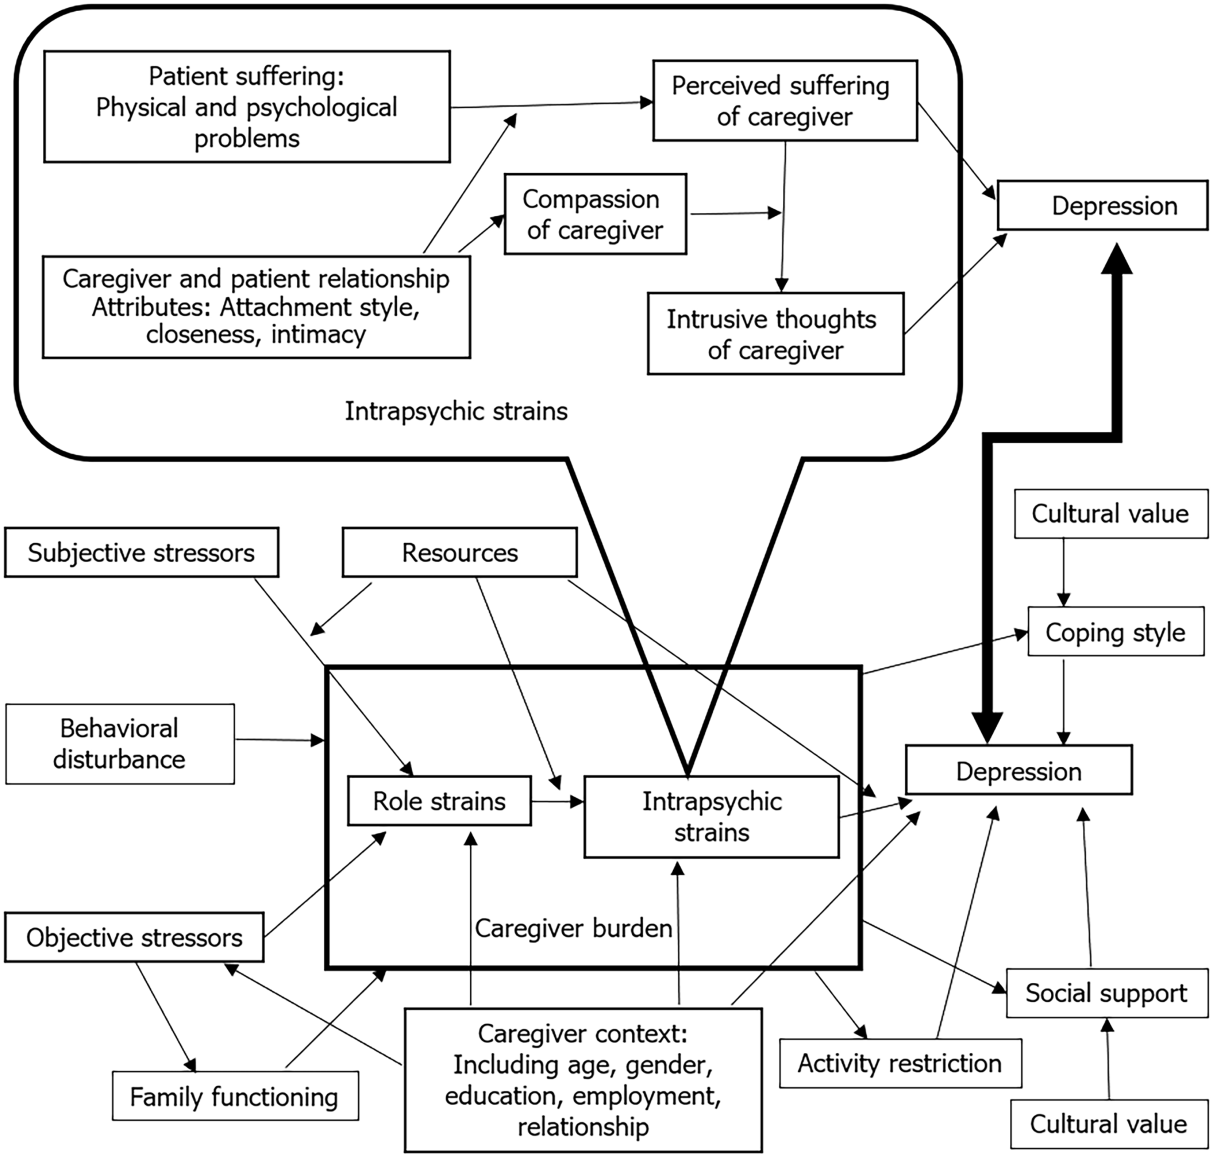 Patient suffering:
Physical and psychological
problems
Perceived suffering
of caregiver
Compassion
of caregiver
Depression
Caregiver and patient relationship
Attributes: Attachment style,
closeness, intimacy
Intrusive thoughts
of caregiver
Intrapsychic strains
Cultural value
Subjective stressors
Resources
Coping style
Behavioral
disturbance
Depression
Role strains
Intrapsychic
strains
Caregiver burden
Objective stressors
Social support
Caregiver context:
Including age, gender,
education, employment,
relationship
Activity restriction
Family functioning
Cultural value